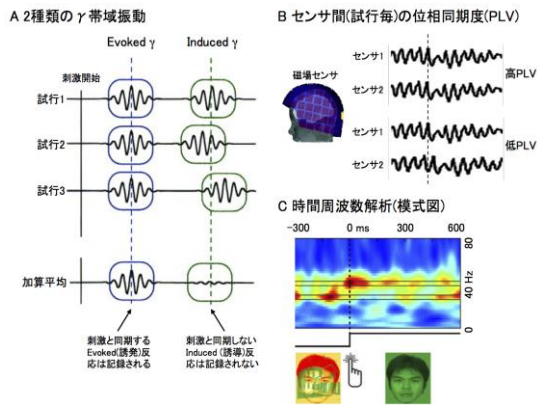 A 2種類のγ帯域振動
Evoked γ
Induced γ
刺激開始
試行1
試行2
試行3
加算平均
刺激と同期する
Evoked(誘発)反
応は記録される
刺激と同期しない
Induced (誘導)反
応は記録されない
B センサ間(試行毎)の位相同期度(PLV)
磁場センサ
センサ1
センサ2
高PLV
センサ1
センサ2
低PLV
C 時間周波数解析(模式図)
-300 0 ms 300 600
80
40 Hz
0